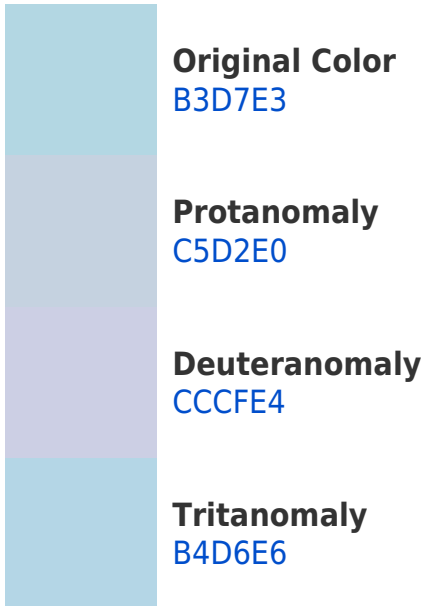 Original Color
B3D7E3
Protanomaly
C5D2E0
Deuteranomaly
CCCFE4
Tritanomaly
B4D6E6